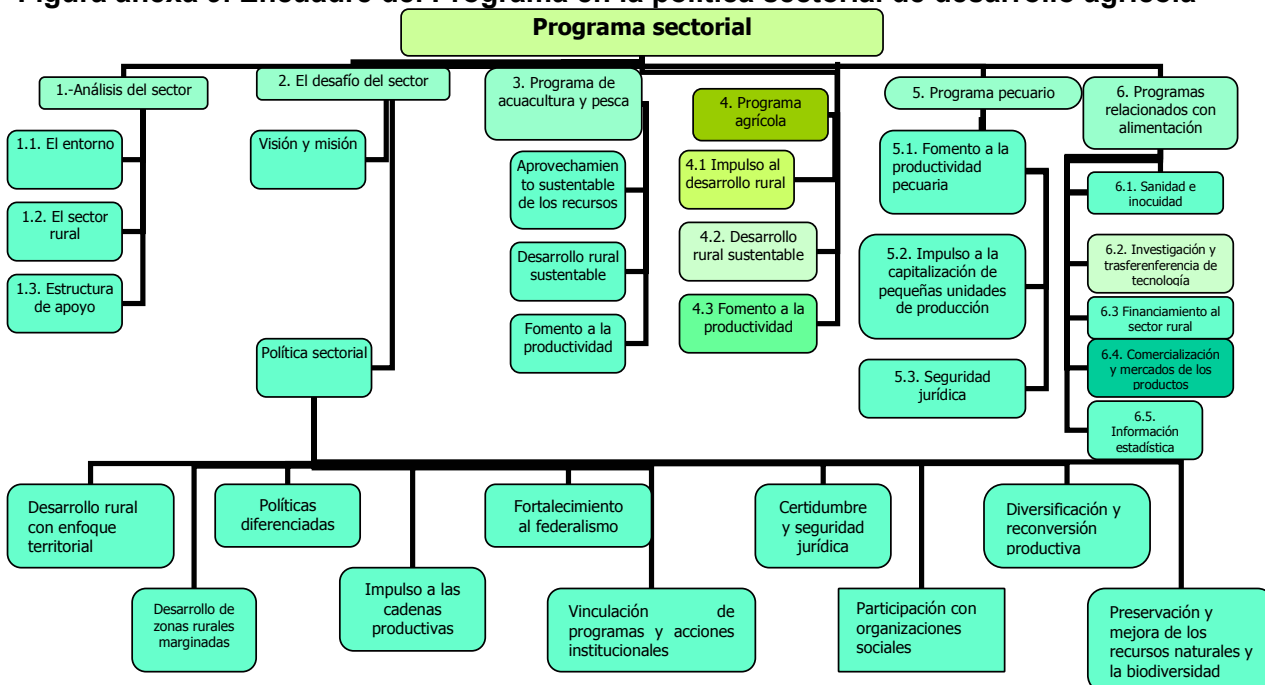 Figura anexa 9. Encuadre del Programa en la política sectorial de desarrollo agrícola
Programa sectorial
1.-Análisis del sector
1.1. El entorno
1.2. El sector
rural
1.3. Estructura
de apoyo
2. El desafío del sector
Visión y misión
Política sectorial
3. Programa de
acuacultura y pesca
Aprovechamien
to sustentable
de los recursos
Desarrollo rural
sustentable
Fomento a la
productividad
4. Programa
agrícola
4.1 Impulso al
desarrollo rural
4.2. Desarrollo
rural sustentable
4.3 Fomento a la
productividad
5. Programa pecuario
5.1. Fomento a la
productividad
pecuaria
5.2. Impulso a la
capitalización de
pequeñas unidades
de producción
5.3. Seguridad
jurídica
6. Programas
relacionados con
alimentación
6.1. Sanidad e
inocuidad
6.2. Investigación y
trasferenferencia de
tecnología
6.3 Financiamiento al
sector rural
6.4. Comercialización
y mercados de los
productos
6.5.
Información
estadística
Desarrollo rural
con enfoque
territorial
Políticas
diferenciadas
Fortalecimiento
al federalismo
Certidumbre
y seguridad
jurídica
Diversificación y
reconversión
productiva
Desarrollo de
zonas rurales
marginadas
Impulso a las
cadenas
productivas
Vinculación de
programas y acciones
institucionales
Participación con
organizaciones
sociales
Preservación y
mejora de los
recursos naturales y
la biodiversidad